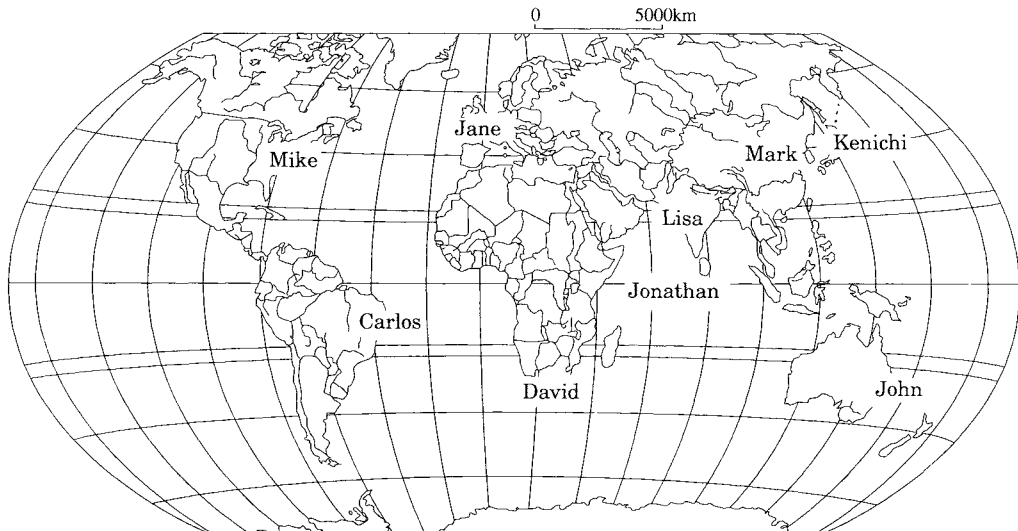 0 5000km
Jane
Mike
Mark
Kenichi
Lisa
Jonathan
Carlos
David
John